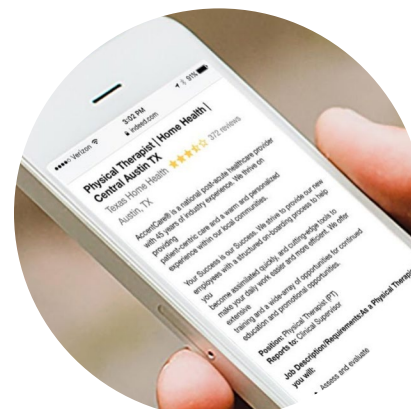 Verizon 3:02 PM 91%
indeed.com
Physical Therapist | Home Health |
Central Austin TX
Texas Home Health ★★★★☆ 372 reviews
Austin, TX
AccentCare® is a national post-acute healthcare provider
with 45 years of industry experience. We thrive on
providing
patient-centric care and a warm and personalized
experience within our local communities.
Your Success is our Success. We strive to provide our new
employees with a structured on-boarding process to help
you
become assimilated quickly, and cutting-edge tools to
make your daily work easier and more efficient. We offer
extensive
training and a wide-array of opportunities for continued
education and promotional opportunities.
Position: Physical Therapist (PT)
Reports to: Clinical Supervisor
Job Description/Requirements:As a Physical Therapi
you will:
• Assess and evaluate